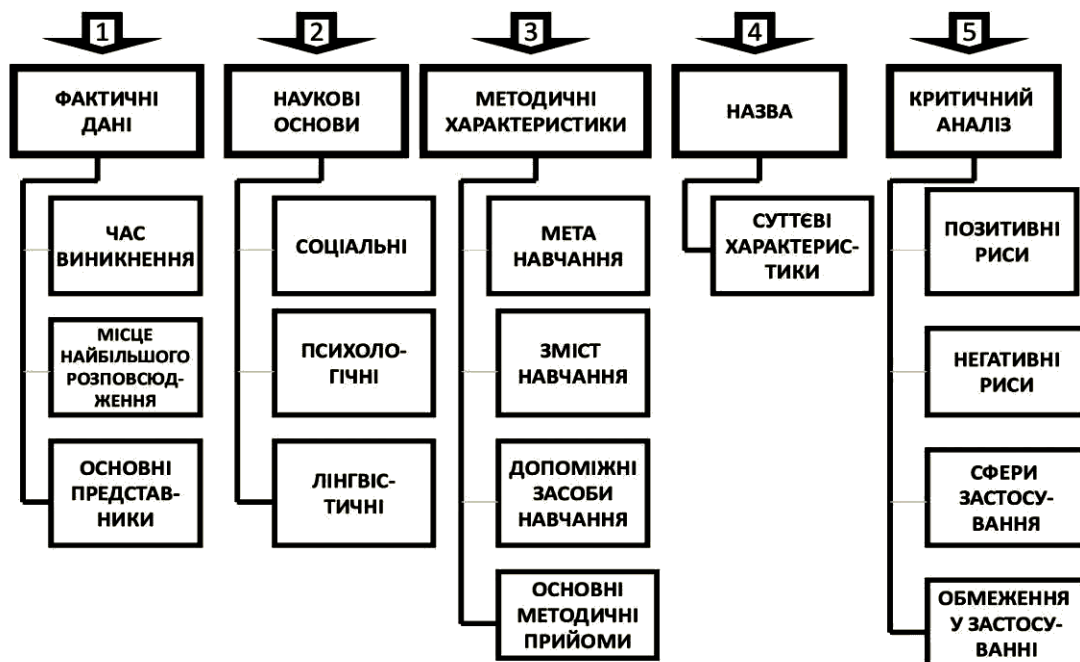 1
ФАКТИЧНІ
ДАНІ
ЧАС
ВИНИКНЕННЯ
МІСЦЕ
НАЙБІЛЬШОГО
РОЗПОВСЮД-
ЖЕННЯ
ОСНОВНІ
ПРЕДСТАВ-
НИКИ
2
НАУКОВІ
ОСНОВИ
СОЦІАЛЬНІ
ПСИХОЛО-
ГІЧНІ
ЛІНГВІС-
ТИЧНІ
3
МЕТОДИЧНІ
ХАРАКТЕРИСТИКИ
МЕТА
НАВЧАННЯ
ЗМІСТ
НАВЧАННЯ
ДОПОМІЖНІ
ЗАСОБИ
НАВЧАННЯ
ОСНОВНІ
МЕТОДИЧНІ
ПРИЙОМИ
4
НАЗВА
СУТТЄВІ
ХАРАКТЕРИС-
ТИКИ
5
КРИТИЧНИЙ
АНАЛІЗ
ПОЗИТИВНІ
РИСИ
НЕГАТИВНІ
РИСИ
СФЕРИ
ЗАСТОСУ-
ВАННЯ
ОБМЕЖЕННЯ
У ЗАСТОСУ-
ВАННІ